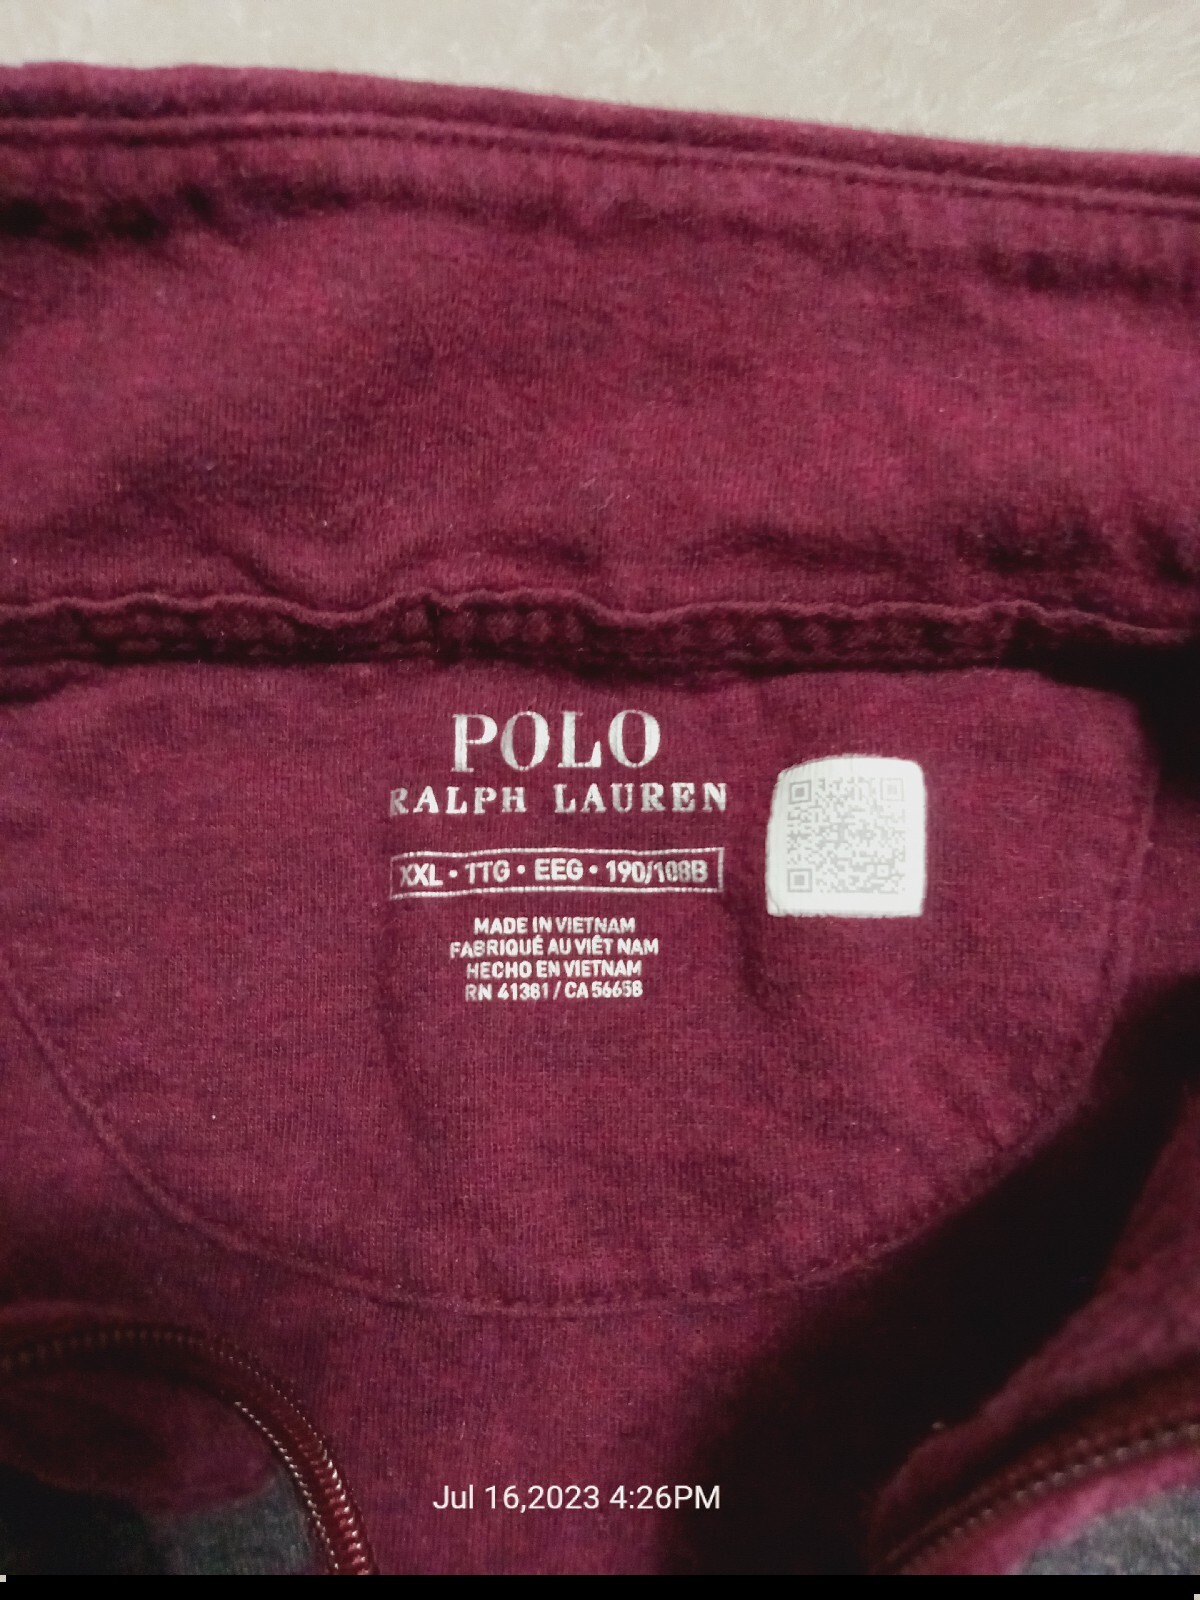 POLO
RALPH LAUREN
XXL • TTG • EEG • 190/108B
MADE IN VIETNAM
FABRIQUÉ AU VIÊT NAM
HECHO EN VIETNAM
RN 41381 / CA 56658
Jul 16,2023 4:26PM